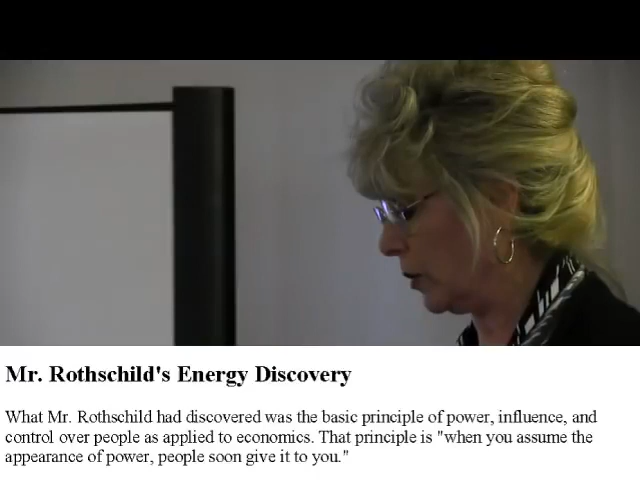 Mr. Rothschild's Energy Discovery
What Mr. Rothschild had discovered was the basic principle of power, influence, and
control over people as applied to economics. That principle is "when you assume the
appearance of power, people soon give it to you."